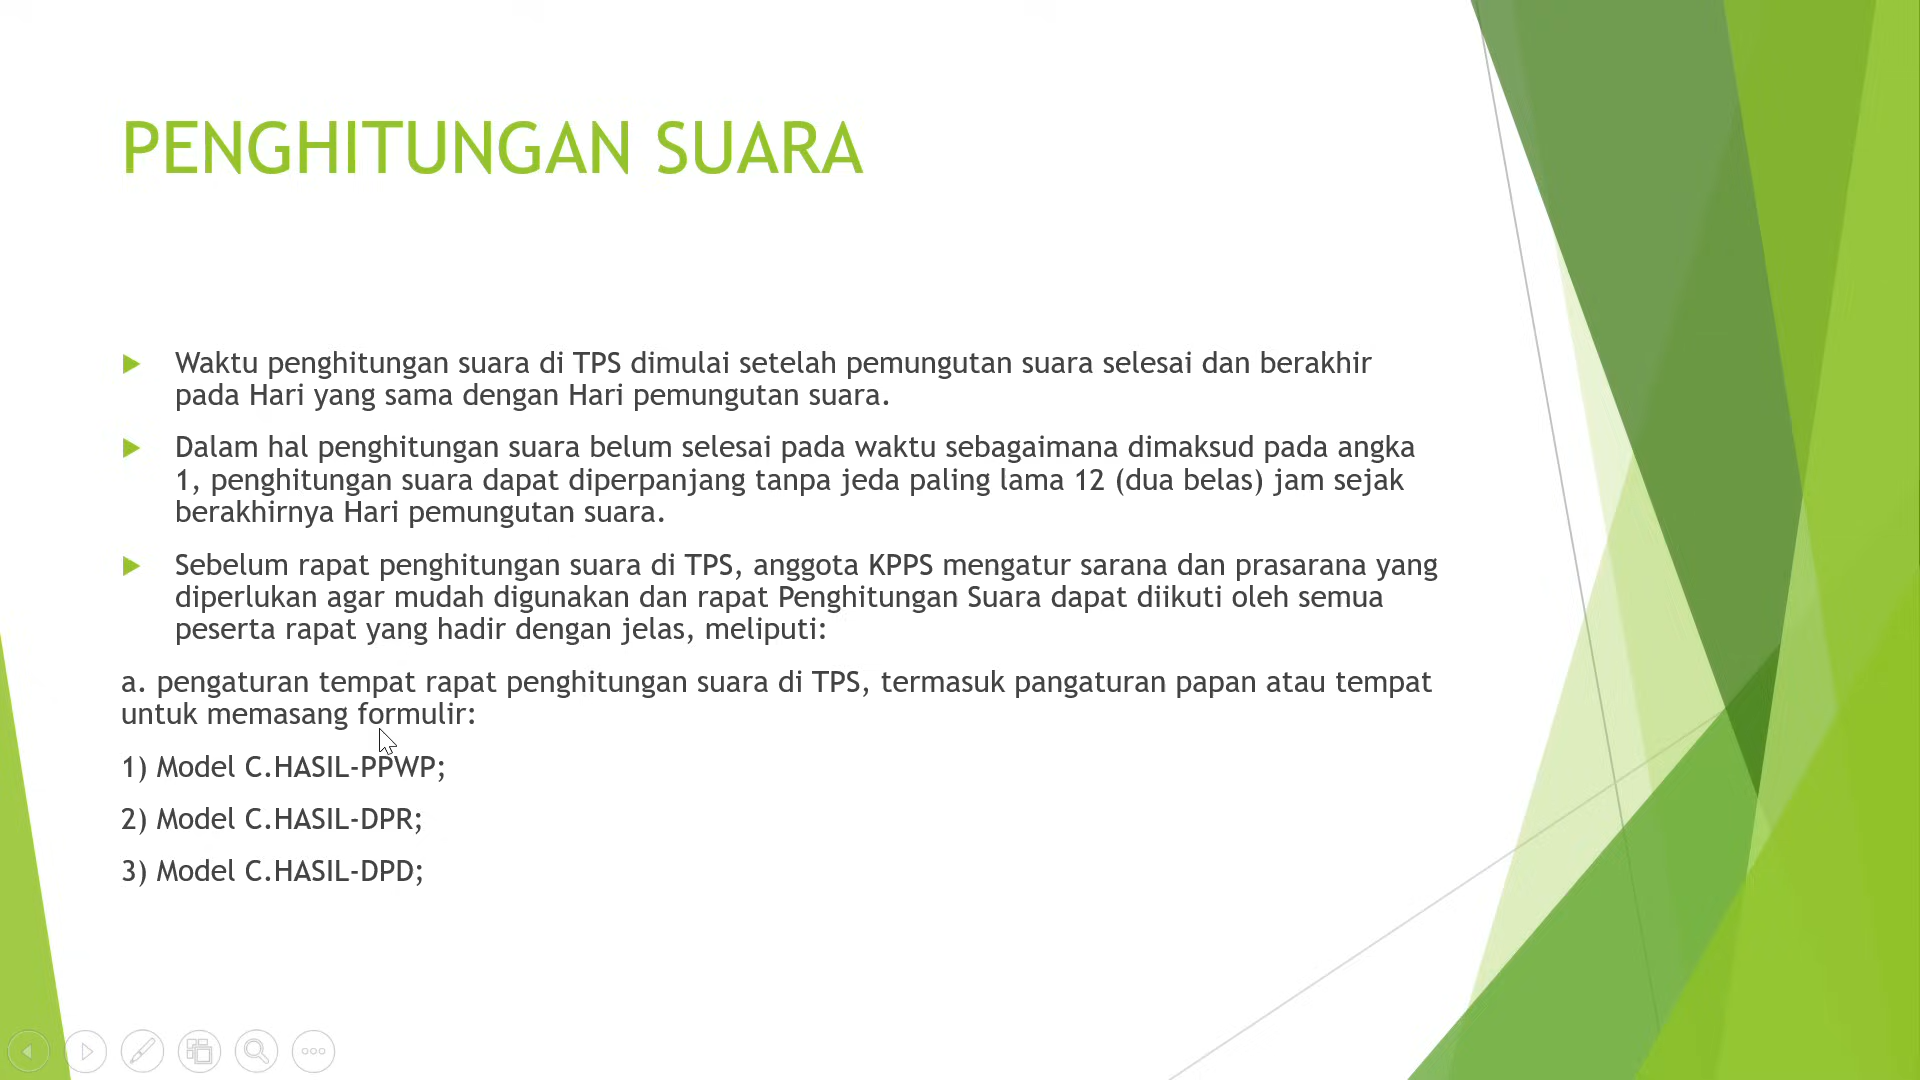 PENGHITUNGAN SUARA
Waktu penghitungan suara di TPS dimulai setelah pemungutan suara selesai dan berakhir
pada Hari yang sama dengan Hari pemungutan suara.
Dalam hal penghitungan suara belum selesai pada waktu sebagaimana dimaksud pada angka
1, penghitungan suara dapat diperpanjang tanpa jeda paling lama 12 (dua belas) jam sejak
berakhirnya Hari pemungutan suara.
Sebelum rapat penghitungan suara di TPS, anggota KPPS mengatur sarana dan prasarana yang
diperlukan agar mudah digunakan dan rapat Penghitungan Suara dapat diikuti oleh semua
peserta rapat yang hadir dengan jelas, meliputi:
a. pengaturan tempat rapat penghitungan suara di TPS, termasuk pangaturan papan atau tempat
untuk memasang formulir:
1) Model C.HASIL-PPWP;
2) Model C.HASIL-DPR;
3) Model C.HASIL-DPD;